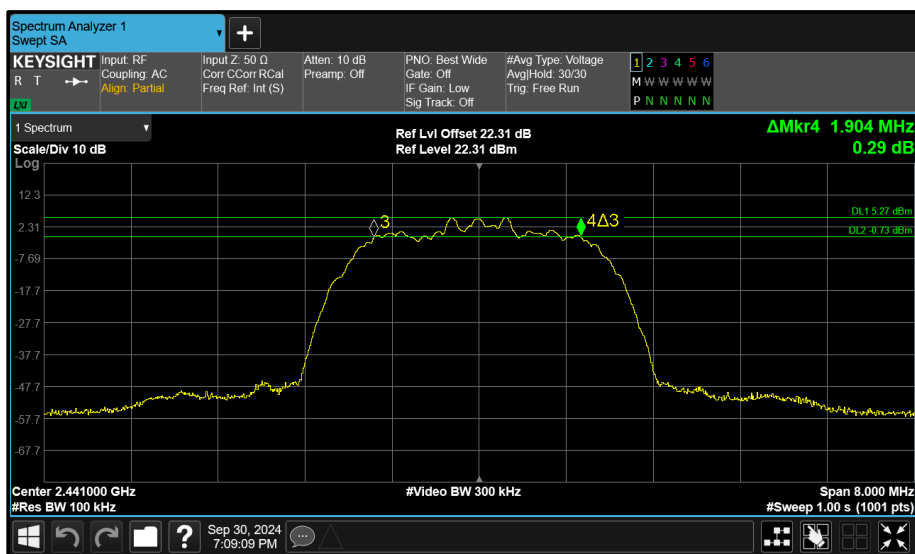 Spectrum Analyzer 1
Swept SA
KEYSIGHT
R T
LXI
Input: RF
Coupling: AC
Align: Partial
Input Z: 50 Ω
Corr CCorr RCal
Freq Ref: Int (S)
Atten: 10 dB
Preamp: Off
PNO: Best Wide
Gate: Off
IF Gain: Low
Sig Track: Off
#Avg Type: Voltage
Avg|Hold: 30/30
Trig: Free Run
1 2 3 4 5 6
M W W W W W
P N N N N N
1 Spectrum
Scale/Div 10 dB
Ref Lvl Offset 22.31 dB
Ref Level 22.31 dBm
ΔMkr4 1.904 MHz
0.29 dB
Log
12.3
2.31
-7.69
-17.7
-27.7
-37.7
-47.7
-57.7
-67.7
3
4Δ3
DL1 5.27 dBm
DL2 -0.73 dBm
Center 2.441000 GHz
#Res BW 100 kHz
#Video BW 300 kHz
Span 8.000 MHz
#Sweep 1.00 s (1001 pts)
?
Sep 30, 2024
7:09:09 PM